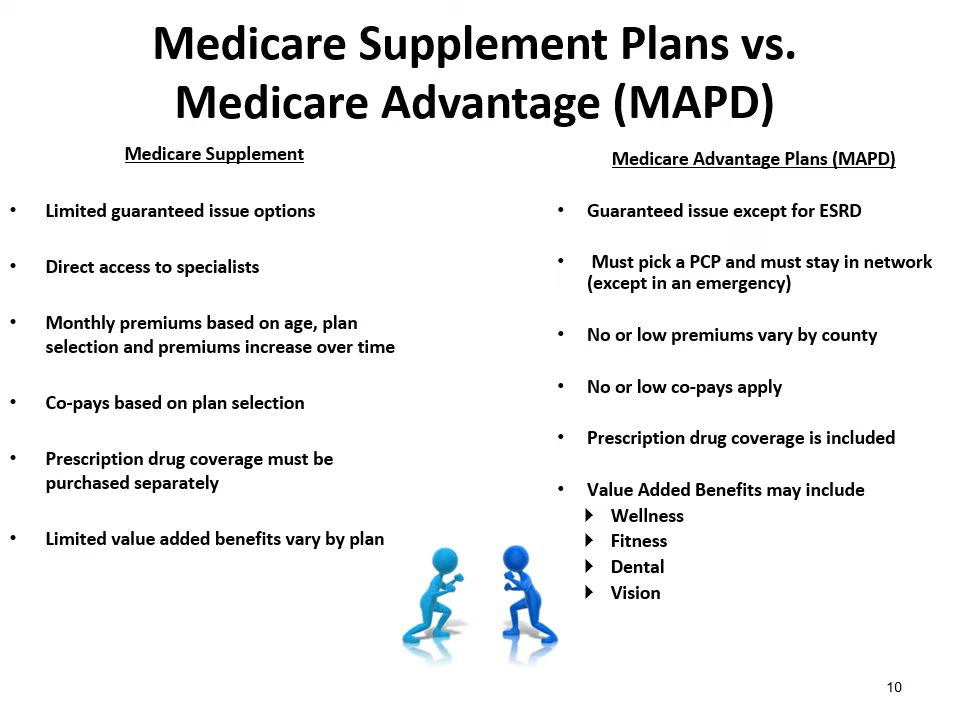 Medicare Supplement Plans vs.
Medicare Advantage (MAPD)
Medicare Supplement
• Limited guaranteed issue options
• Direct access to specialists
• Monthly premiums based on age, plan
selection and premiums increase over time
• Co-pays based on plan selection
• Prescription drug coverage must be
purchased separately
• Limited value added benefits vary by plan
Medicare Advantage Plans (MAPD)
• Guaranteed issue except for ESRD
• Must pick a PCP and must stay in network
(except in an emergency)
• No or low premiums vary by county
• No or low co-pays apply
• Prescription drug coverage is included
• Value Added Benefits may include
Wellness
Fitness
Dental
Vision
10